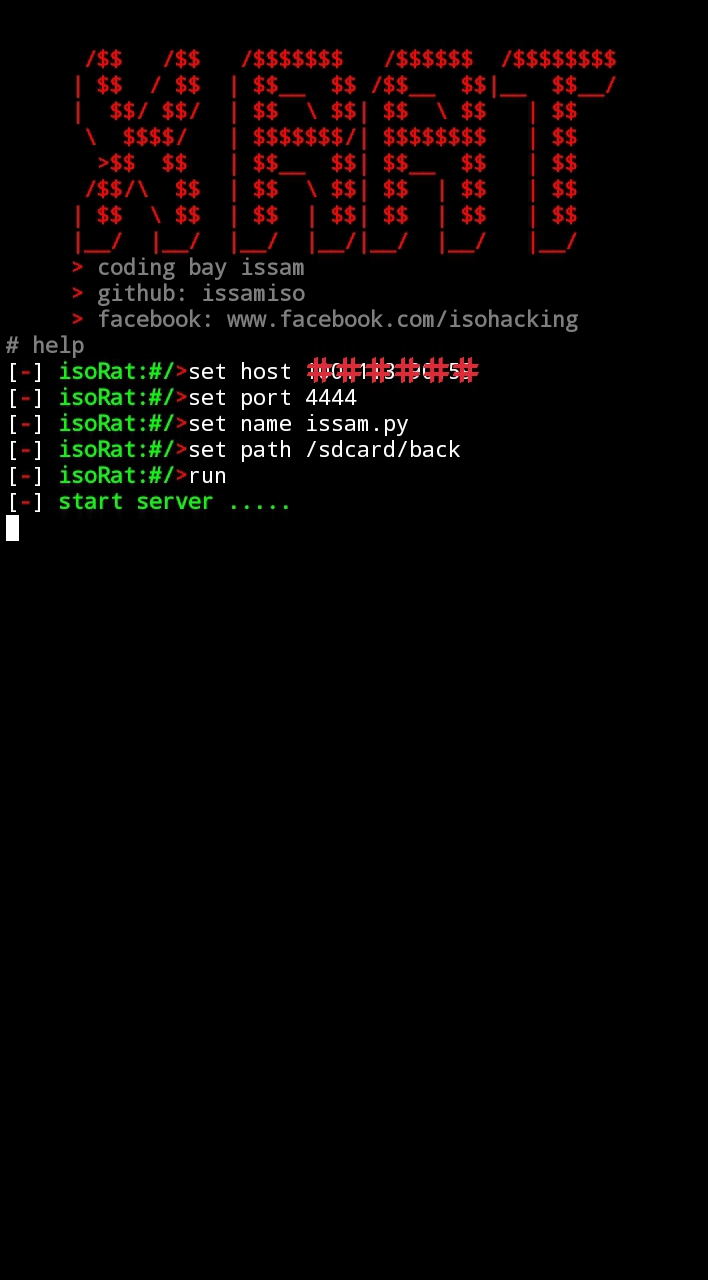 /$$   /$$   /$$$$$$$   /$$$$$$  /$$$$$$$$
| $$  / $$  | $$__  $$ /$$__  $$|__  $$__/
|  $$/ $$/  | $$  \ $$| $$  \ $$   | $$
 \  $$$$/   | $$$$$$$/| $$$$$$$$   | $$
  >$$  $$   | $$__  $$| $$__  $$   | $$
 /$$/\  $$  | $$  \ $$| $$  | $$   | $$
| $$  \ $$  | $$  | $$| $$  | $$   | $$
|__/  |__/  |__/  |__/|__/  |__/   |__/
> coding bay issam
> github: issamiso
> facebook: www.facebook.com/isohacking
# help
[-] isoRat:#/>set host
[-] isoRat:#/>set port 4444
[-] isoRat:#/>set name issam.py
[-] isoRat:#/>set path /sdcard/back
[-] isoRat:#/>run
[-] start server .....